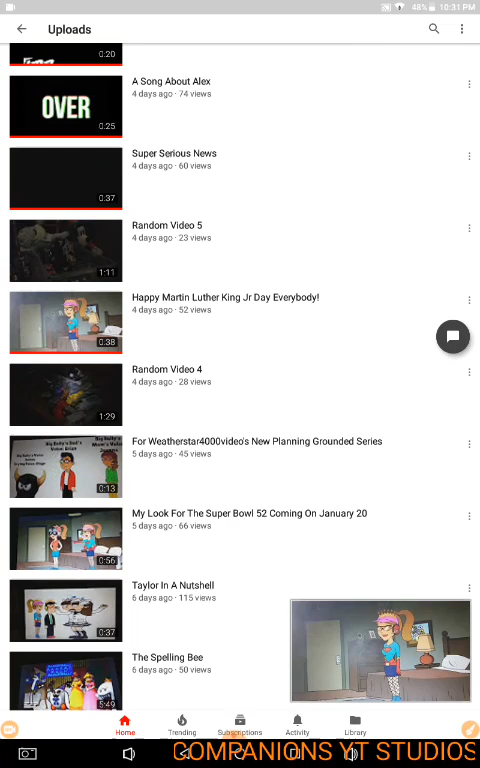 48% 10:31 PM
Uploads
0:20
A Song About Alex
4 days ago · 74 views
OVER
0:25
Super Serious News
4 days ago · 60 views
0:37
Random Video 5
4 days ago · 23 views
1:11
Happy Martin Luther King Jr Day Everybody!
4 days ago · 52 views
0:38
Random Video 4
4 days ago · 28 views
1:29
For Weatherstar4000video's New Planning Grounded Series
5 days ago · 45 views
0:13
My Look For The Super Bowl 52 Coming On January 20
5 days ago · 66 views
0:56
Taylor In A Nutshell
6 days ago · 115 views
0:37
The Spelling Bee
6 days ago · 50 views
5:49
Home
Trending
Subscriptions
Activity
Library
COMPANIONS YT STUDIOS